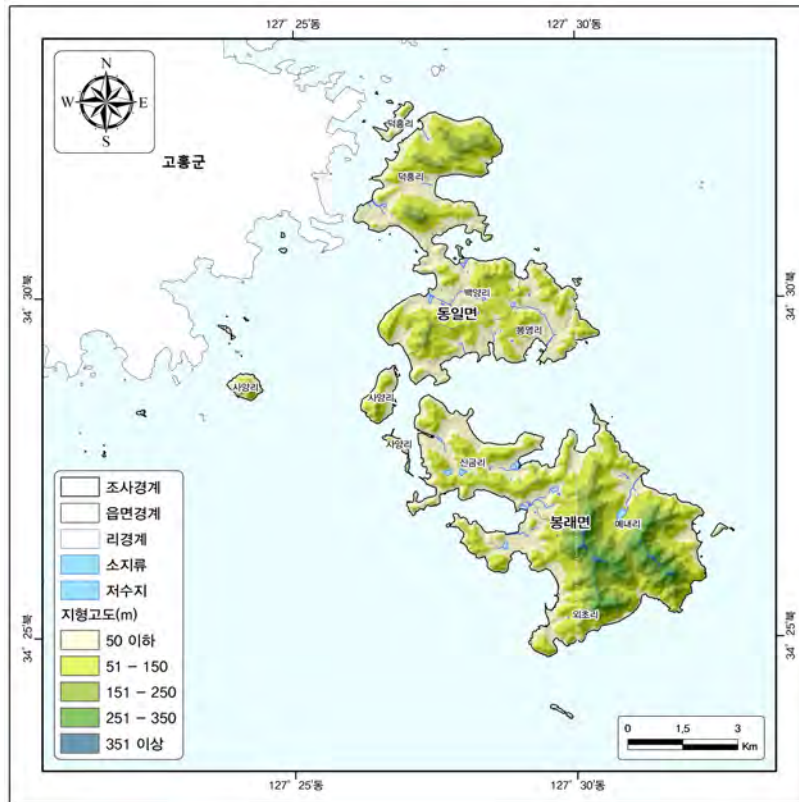 127° 25'동
127° 30'동
N
W
E
S
고흥군
덕흥리
덕흥리
34° 30'북
34° 30'북
백양리
동일면
봉영리
사양리
사양리
사양리
신금리
봉래면
예내리
외초리
조사경계
읍면경계
리경계
소지류
저수지
지형고도(m)
50 이하
51 - 150
151 - 250
251 - 350
351 이상
34° 25'북
34° 25'북
0
1.5
3
Km
127° 25'동
127° 30'동